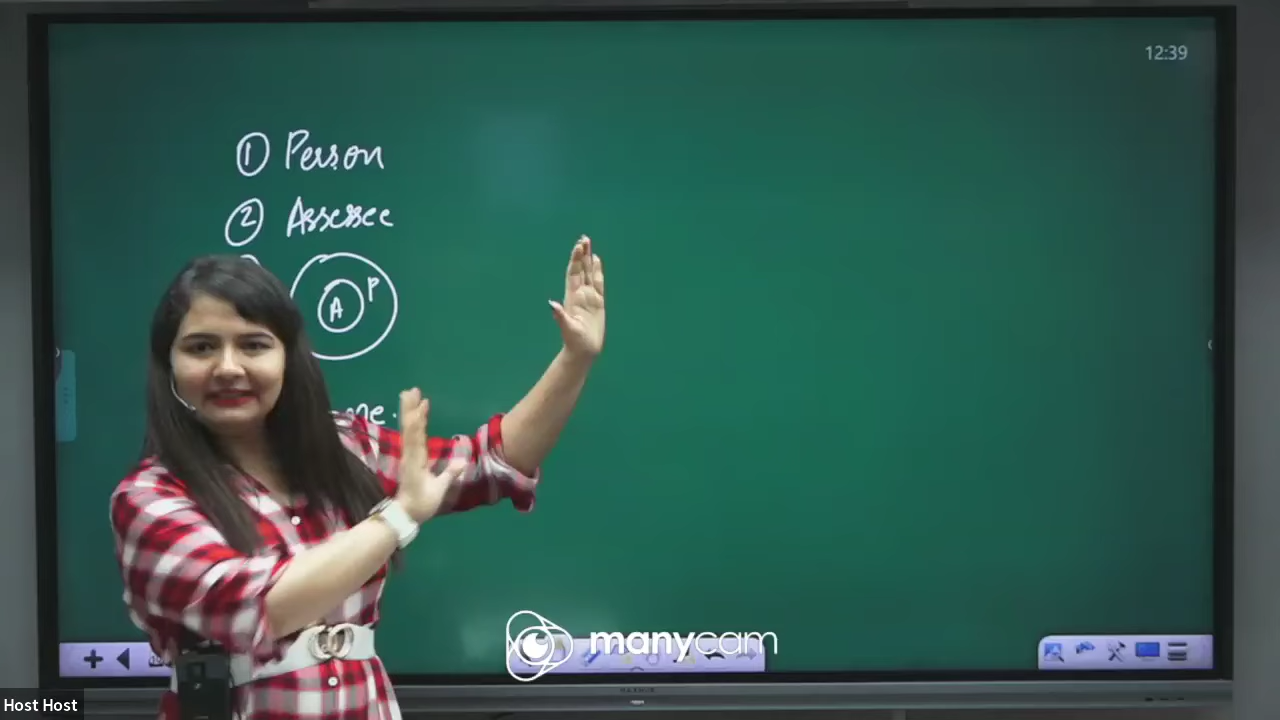 12:39
① Person
② Assessee
A P
manycam
Host Host